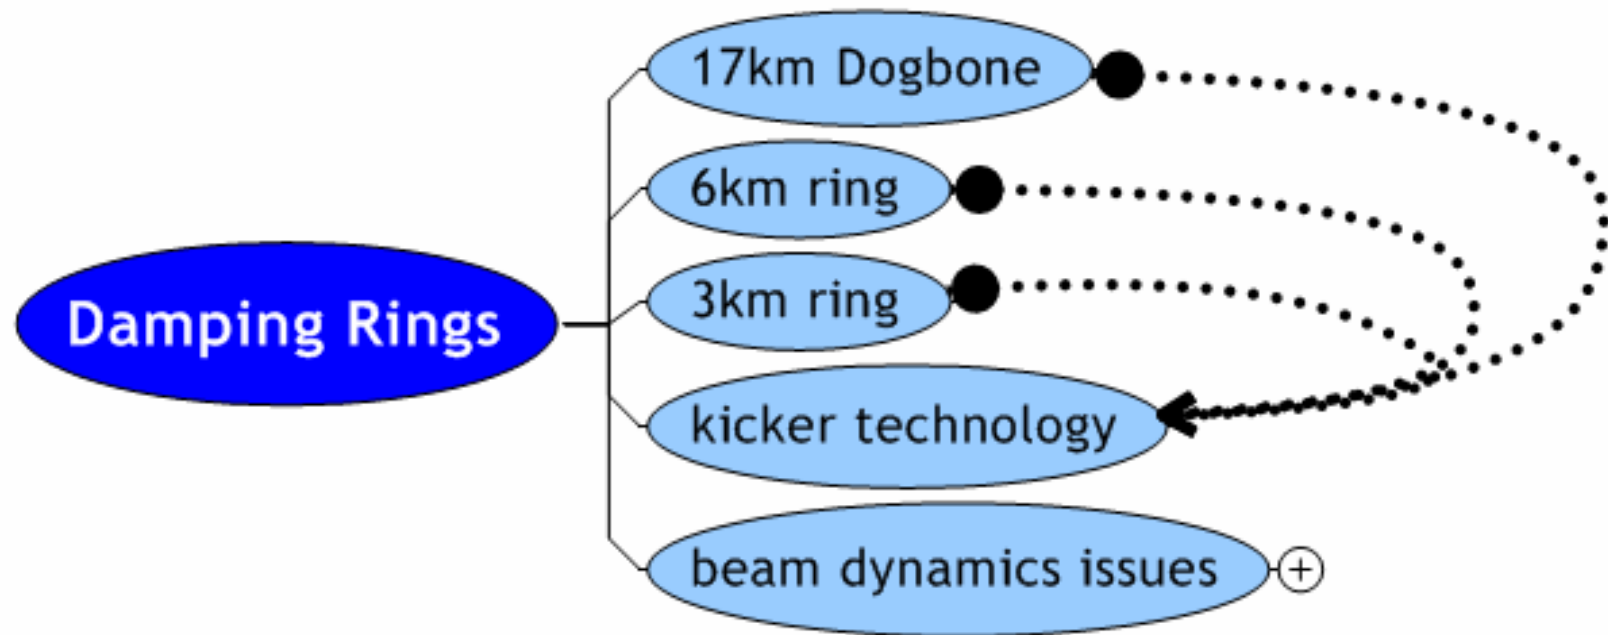 17km Dogbone
6km ring
3km ring
Damping Rings
kicker technology
beam dynamics issues